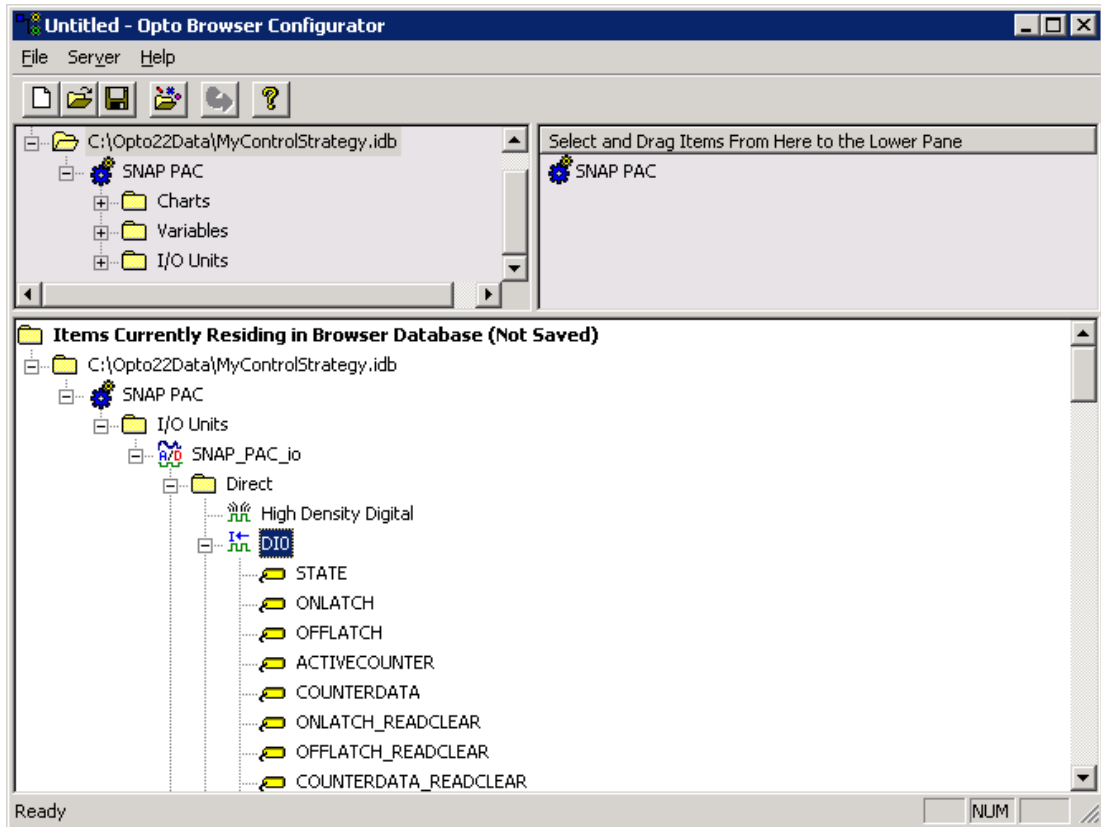 Untitled - Opto Browser Configurator
File Server Help
C:\Opto22Data\MyControlStrategy.idb
SNAP PAC
Charts
Variables
I/O Units
Select and Drag Items From Here to the Lower Pane
SNAP PAC
Items Currently Residing in Browser Database (Not Saved)
C:\Opto22Data\MyControlStrategy.idb
SNAP PAC
I/O Units
SNAP_PAC_io
Direct
High Density Digital
DI0
STATE
ONLATCH
OFFLATCH
ACTIVECOUNTER
COUNTERDATA
ONLATCH_READCLEAR
OFFLATCH_READCLEAR
COUNTERDATA_READCLEAR
Ready
NUM